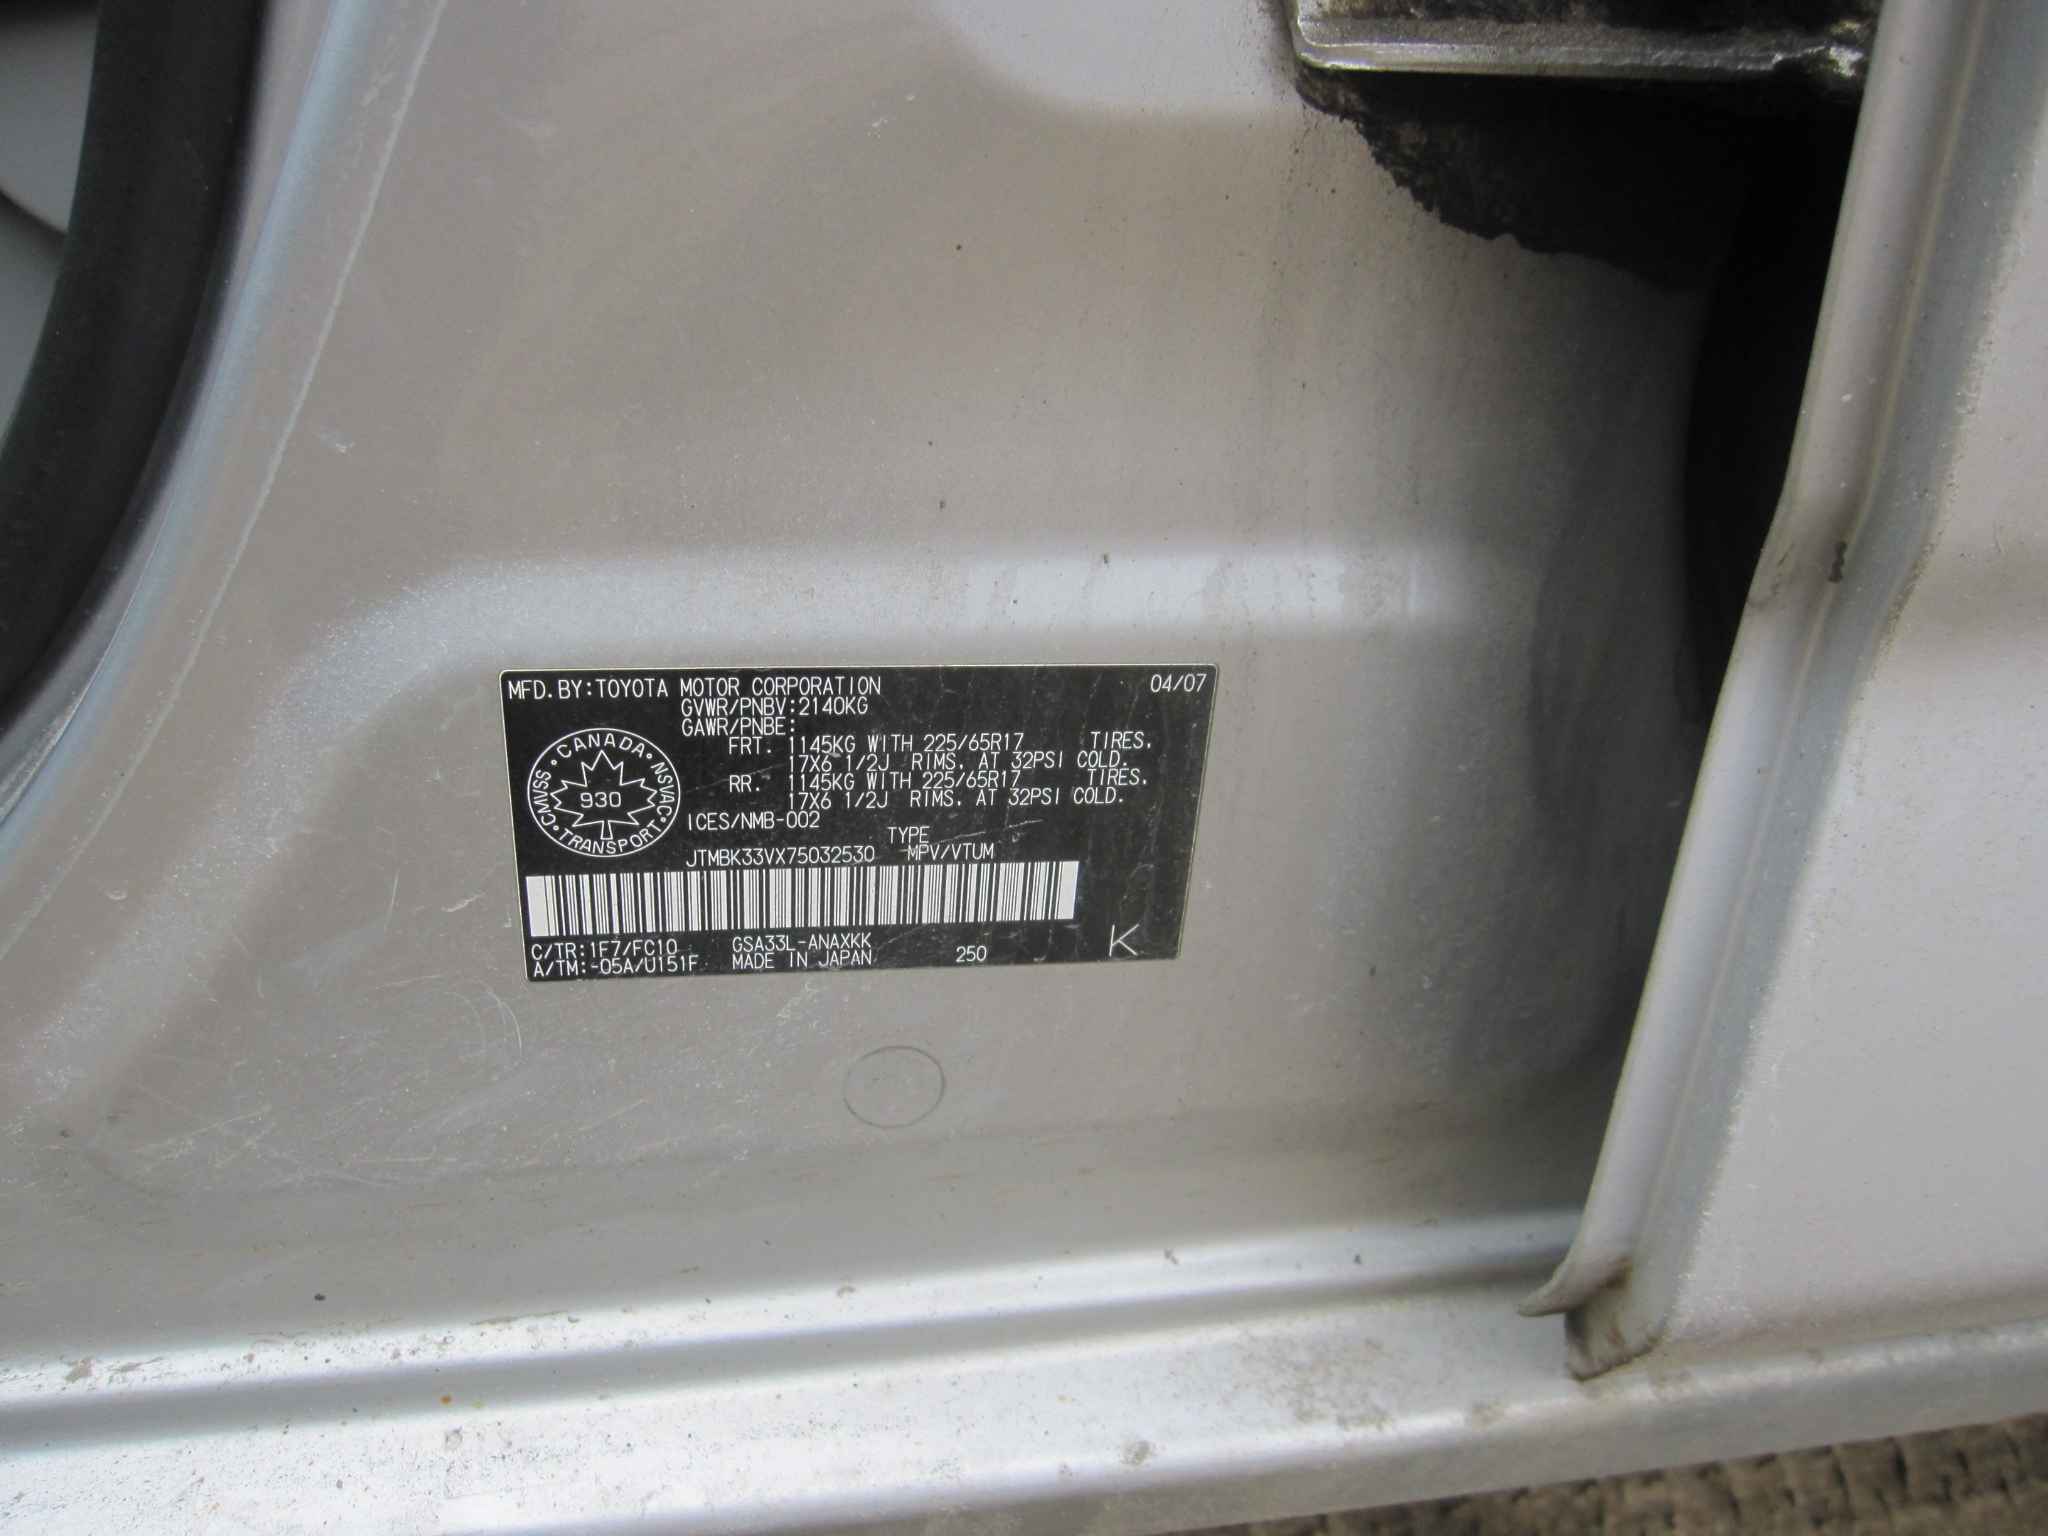 MFD. BY: TOYOTA MOTOR CORPORATION 04/07
GVWR/PNBV: 2140KG
GAWR/PNBE:
FRT. 1145KG WITH 225/65R17 TIRES,
17X6 1/2J RIMS, AT 32PSI COLD.
RR. 1145KG WITH 225/65R17 TIRES,
17X6 1/2J RIMS, AT 32PSI COLD.
CANADA · NSVAC · TRANSPORT · CMVSS ·
930
ICES/NMB-002
TYPE
JTMBK33VX75032530 MPV/VTUM
C/TR: 1F7/FC10 GSA33L-ANAXKK
A/TM: -05A/U151F MADE IN JAPAN 250 K